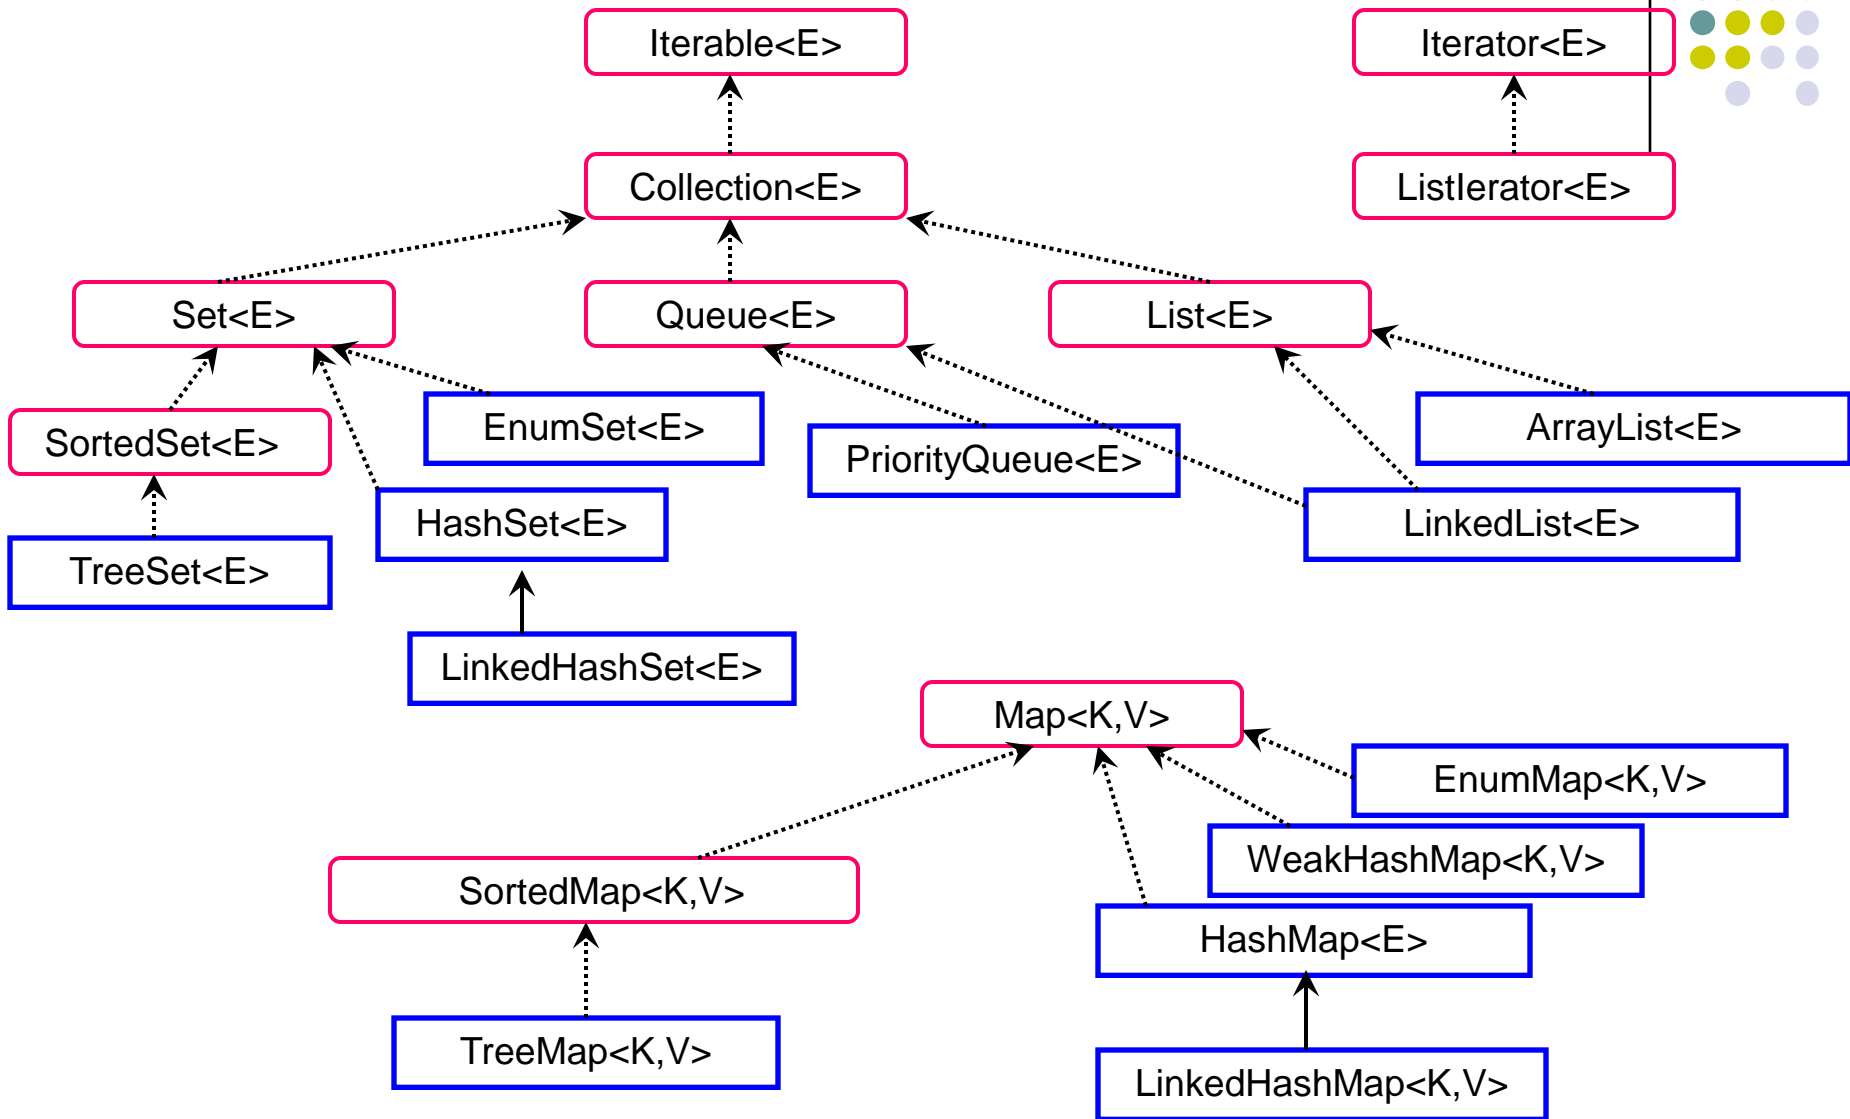 Iterable<E>
Iterator<E>
Collection<E>
ListIerator<E>
Set<E>
Queue<E>
List<E>
SortedSet<E>
EnumSet<E>
PriorityQueue<E>
ArrayList<E>
HashSet<E>
LinkedList<E>
TreeSet<E>
LinkedHashSet<E>
Map<K,V>
EnumMap<K,V>
WeakHashMap<K,V>
SortedMap<K,V>
HashMap<E>
TreeMap<K,V>
LinkedHashMap<K,V>